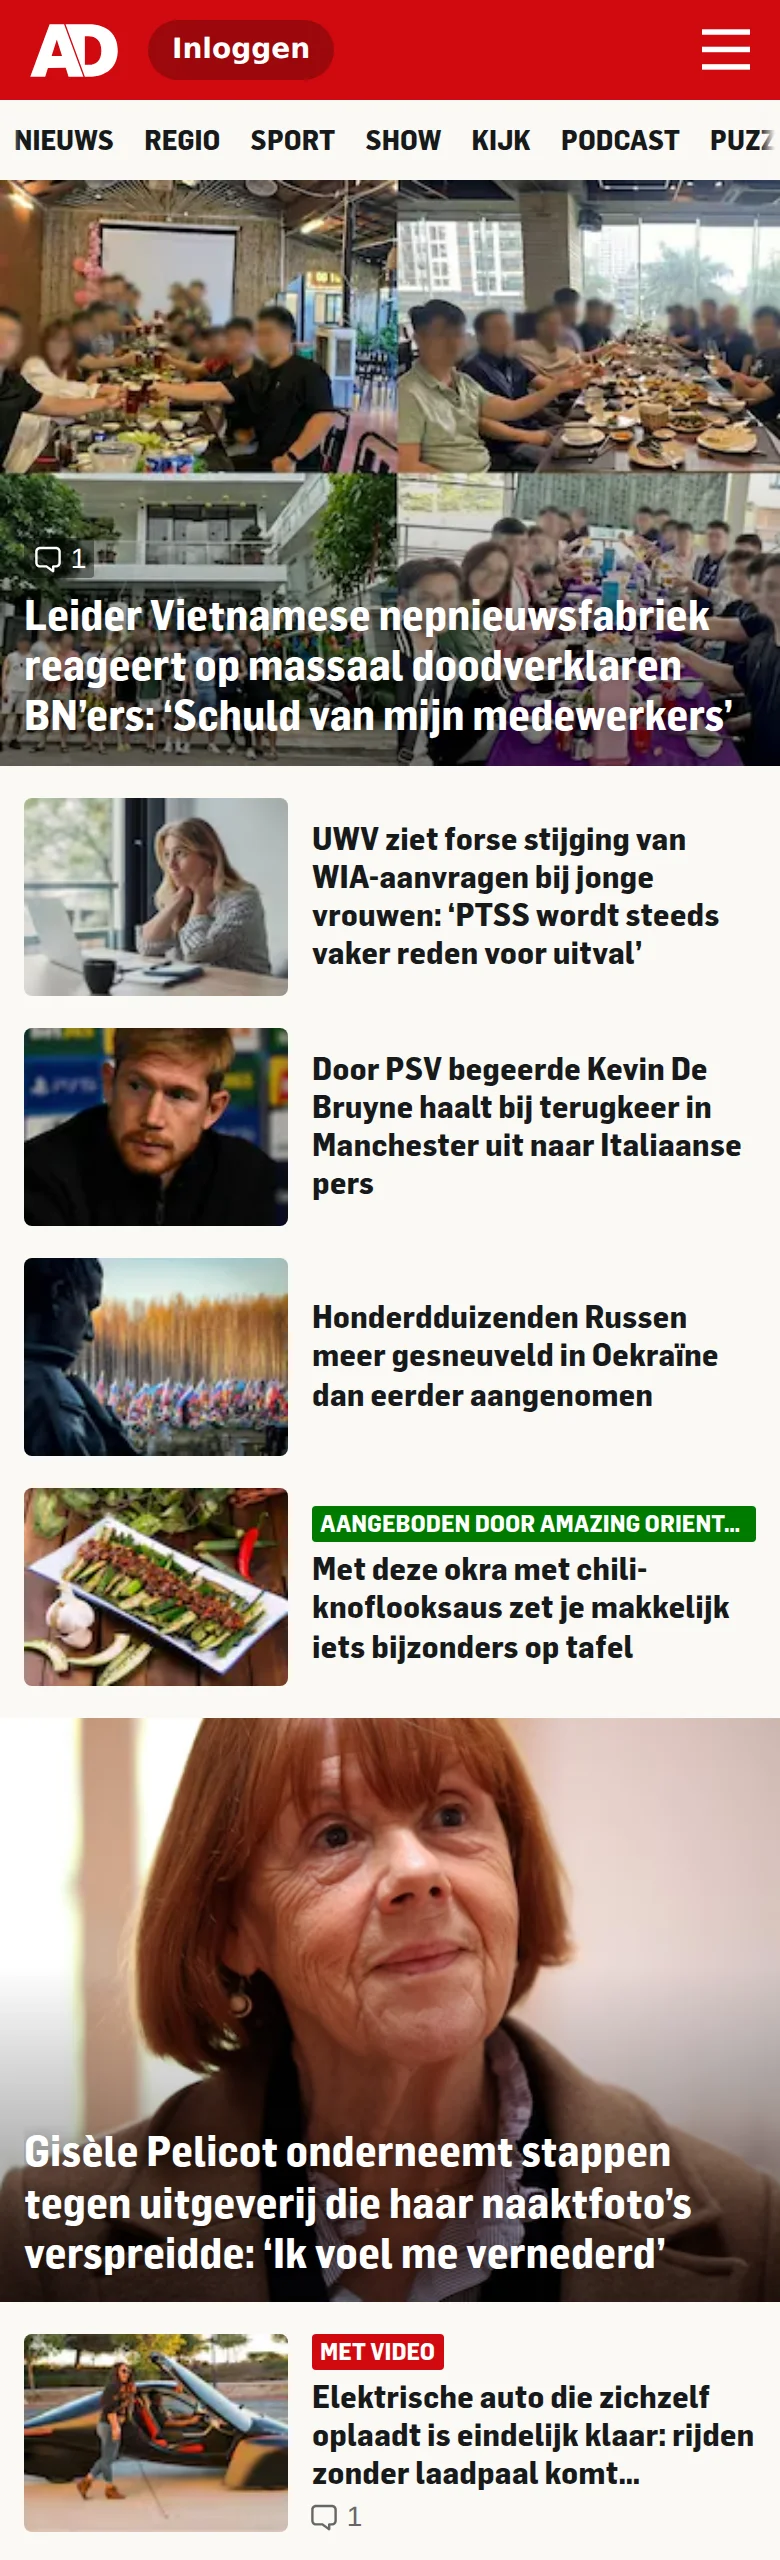 AD Inloggen
NIEUWS REGIO SPORT SHOW KIJK PODCAST PUZZ
1
Leider Vietnamese nepnieuwsfabriek
reageert op massaal doodverklaren
BN’ers: ‘Schuld van mijn medewerkers’
UWV ziet forse stijging van
WIA-aanvragen bij jonge
vrouwen: ‘PTSS wordt steeds
vaker reden voor uitval’
Door PSV begeerde Kevin De
Bruyne haalt bij terugkeer in
Manchester uit naar Italiaanse
pers
Honderdduizenden Russen
meer gesneuveld in Oekraïne
dan eerder aangenomen
AANGEBODEN DOOR AMAZING ORIENT...
Met deze okra met chili-
knoflooksaus zet je makkelijk
iets bijzonders op tafel
Gisèle Pelicot onderneemt stappen
tegen uitgeverij die haar naaktfoto’s
verspreidde: ‘Ik voel me vernederd’
MET VIDEO
Elektrische auto die zichzelf
oplaadt is eindelijk klaar: rijden
zonder laadpaal komt...
1